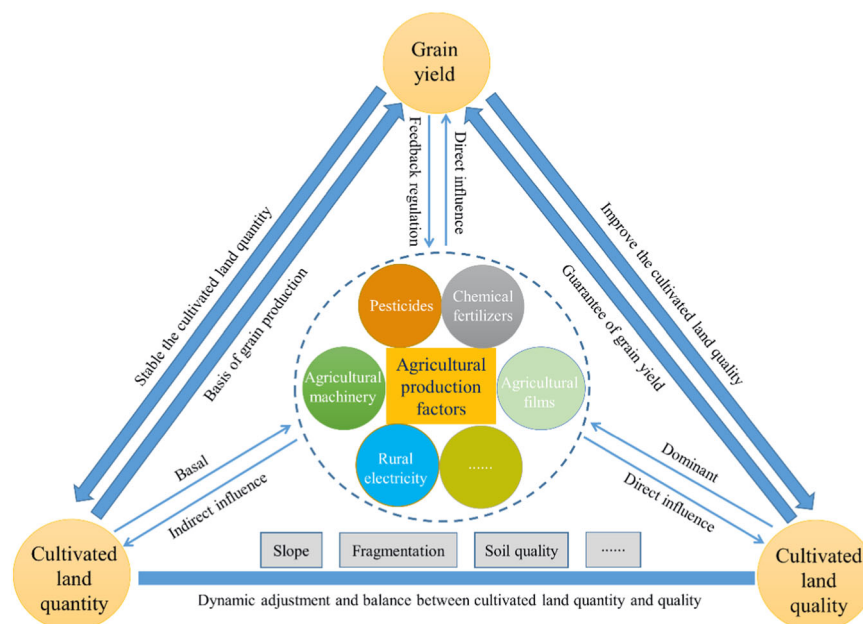 Grain
yield
Feedback regulation
Direct influence
Stable the cultivated land quantity
Basis of grain production
Improve the cultivated land quality
Guarantee of grain yield
Pesticides
Chemical
fertilizers
Agricultural
machinery
Agricultural
production
factors
Agricultural
films
Rural
electricity
......
Basal
Indirect influence
Dominant
Direct influence
Slope
Fragmentation
Soil quality
......
Cultivated
land
quantity
Cultivated
land
quality
Dynamic adjustment and balance between cultivated land quantity and quality